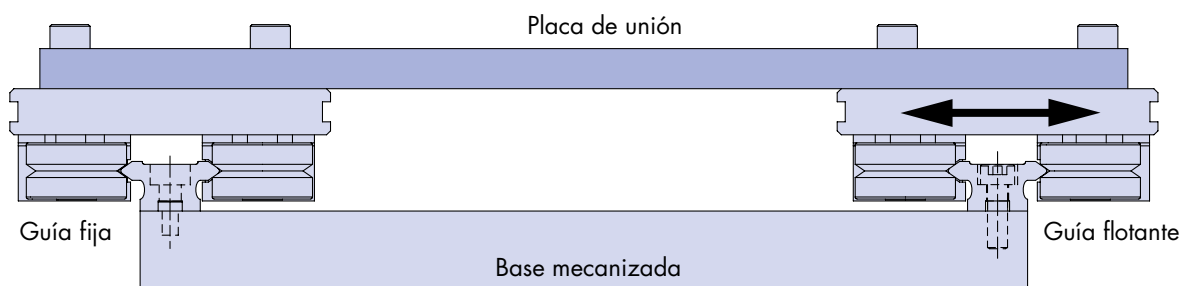 Placa de unión
Guía fija
Guía flotante
Base mecanizada